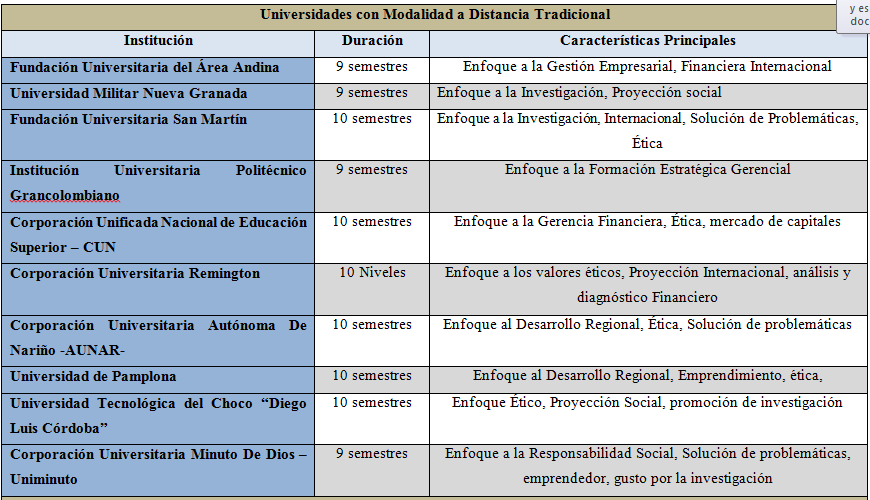 Universidades con Modalidad a Distancia Tradicional
y es
doc
Institución Duración Características Principales
Fundación Universitaria del Área Andina 9 semestres Enfoque a la Gestión Empresarial, Financiera Internacional
Universidad Militar Nueva Granada 9 semestres Enfoque a la Investigación, Proyección social
Fundación Universitaria San Martín 10 semestres Enfoque a la Investigación, Internacional, Solución de Problemáticas,
Ética
Institución Universitaria Politécnico 9 semestres Enfoque a la Formación Estratégica Gerencial
Grancolombiano
Corporación Unificada Nacional de Educación 10 semestres Enfoque a la Gerencia Financiera, Ética, mercado de capitales
Superior – CUN
Corporación Universitaria Remington 10 Niveles Enfoque a los valores éticos, Proyección Internacional, análisis y
diagnóstico Financiero
Corporación Universitaria Autónoma De 10 semestres Enfoque al Desarrollo Regional, Ética, Solución de problemáticas
Nariño -AUNAR-
Universidad de Pamplona 10 semestres Enfoque al Desarrollo Regional, Emprendimiento, ética,
Universidad Tecnológica del Choco “Diego 10 semestres Enfoque Ético, Proyección Social, promoción de investigación
Luis Córdoba”
Corporación Universitaria Minuto De Dios – 9 semestres Enfoque a la Responsabilidad Social, Solución de problemáticas,
Uniminuto emprendedor, gusto por la investigación